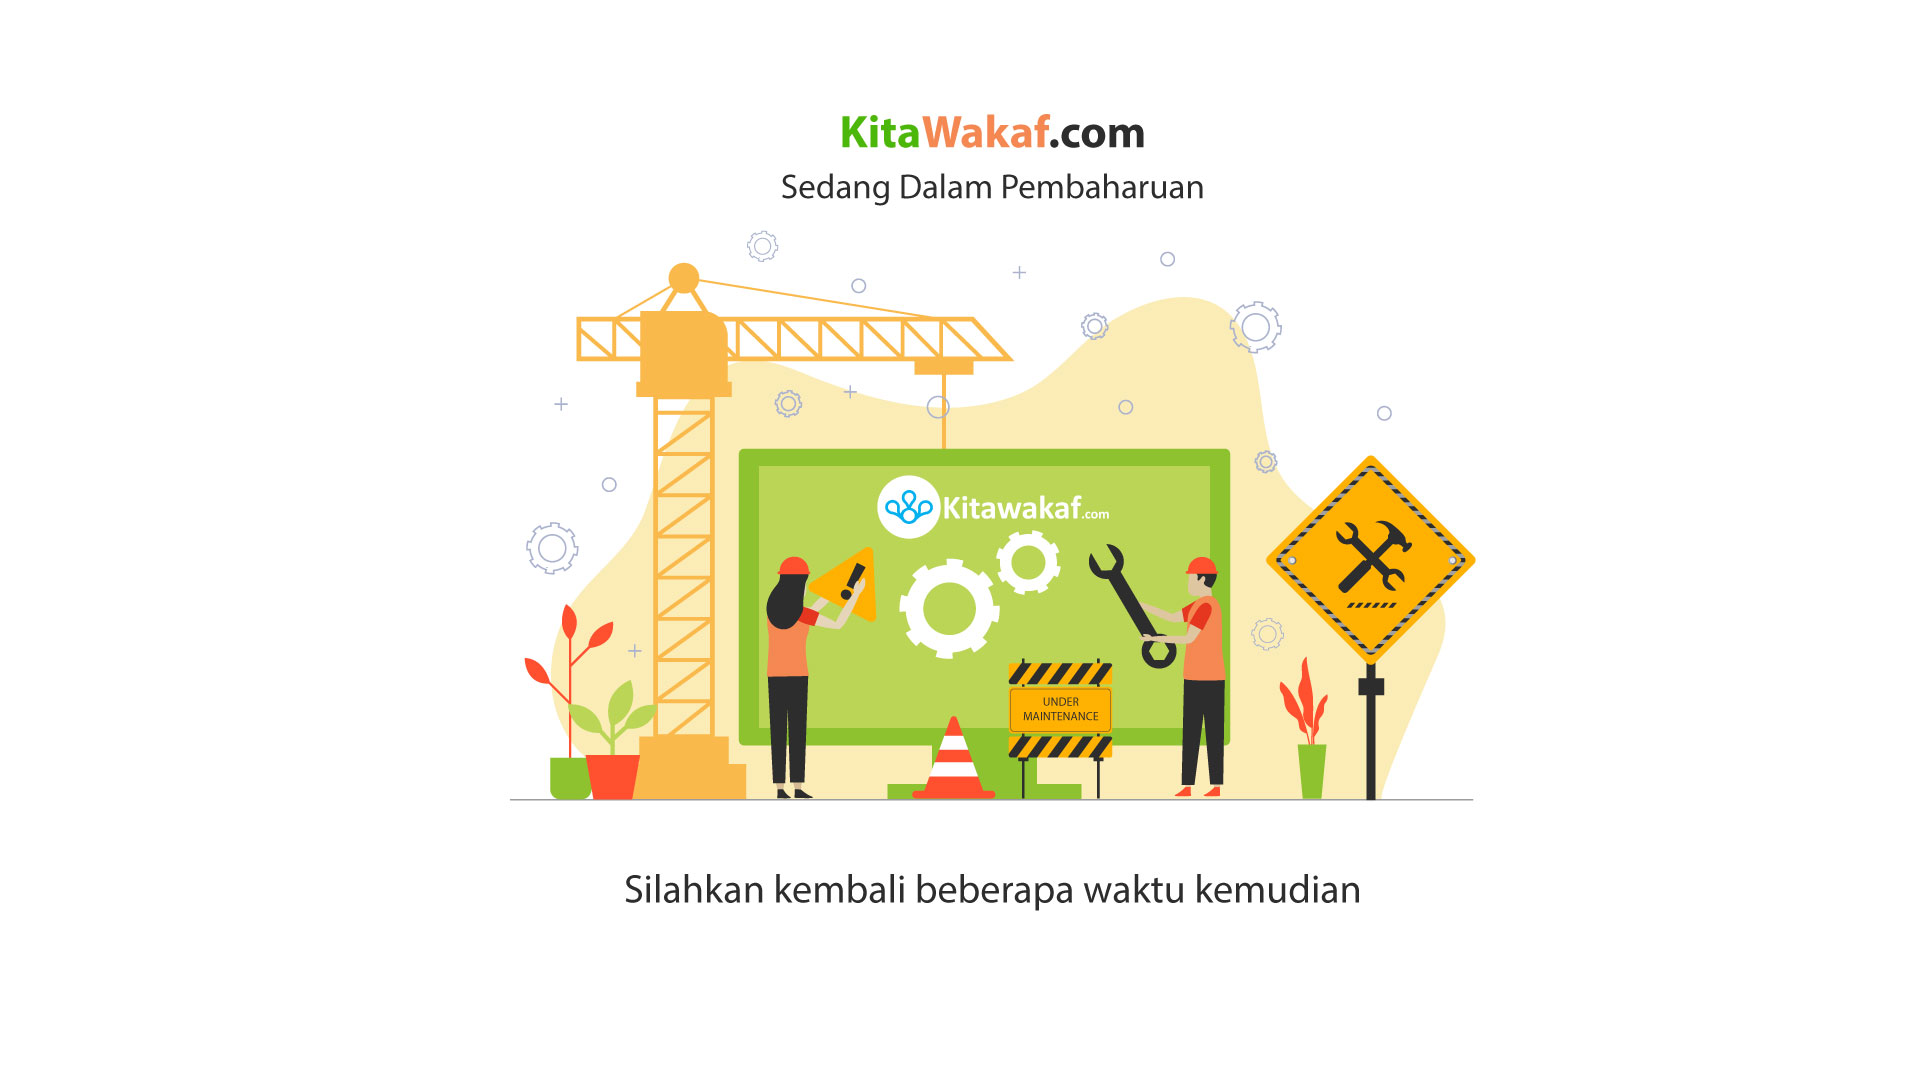 KitaWakaf.com
Sedang Dalam Pembaharuan
Kitawakaf.com
UNDER
MAINTENANCE
Silahkan kembali beberapa waktu kemudian